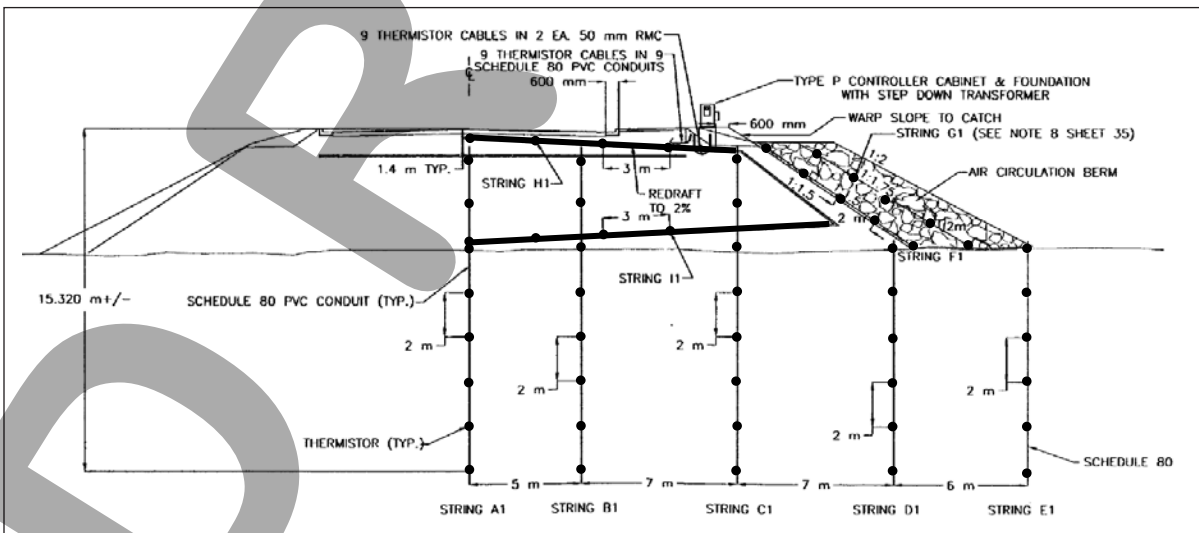 9 THERMISTOR CABLES IN 2 EA. 50 mm RMC
9 THERMISTOR CABLES IN 9
SCHEDULE 80 PVC CONDUITS
℄
600 mm
TYPE P CONTROLLER CABINET & FOUNDATION
WITH STEP DOWN TRANSFORMER
600 mm
WARP SLOPE TO CATCH
STRING G1 (SEE NOTE 8 SHEET 35)
1:2
AIR CIRCULATION BERM
1.4 m TYP.
STRING H1
3 m
REDRAFT
TO 2%
1:1.5
1:1.75
2 m
2m
3 m
STRING F1
STRING I1
15.320 m+/-
SCHEDULE 80 PVC CONDUIT (TYP.)
2 m
2 m
2 m
2 m
2 m
THERMISTOR (TYP.)
SCHEDULE 80
5 m
7 m
7 m
6 m
STRING A1
STRING B1
STRING C1
STRING D1
STRING E1
D R